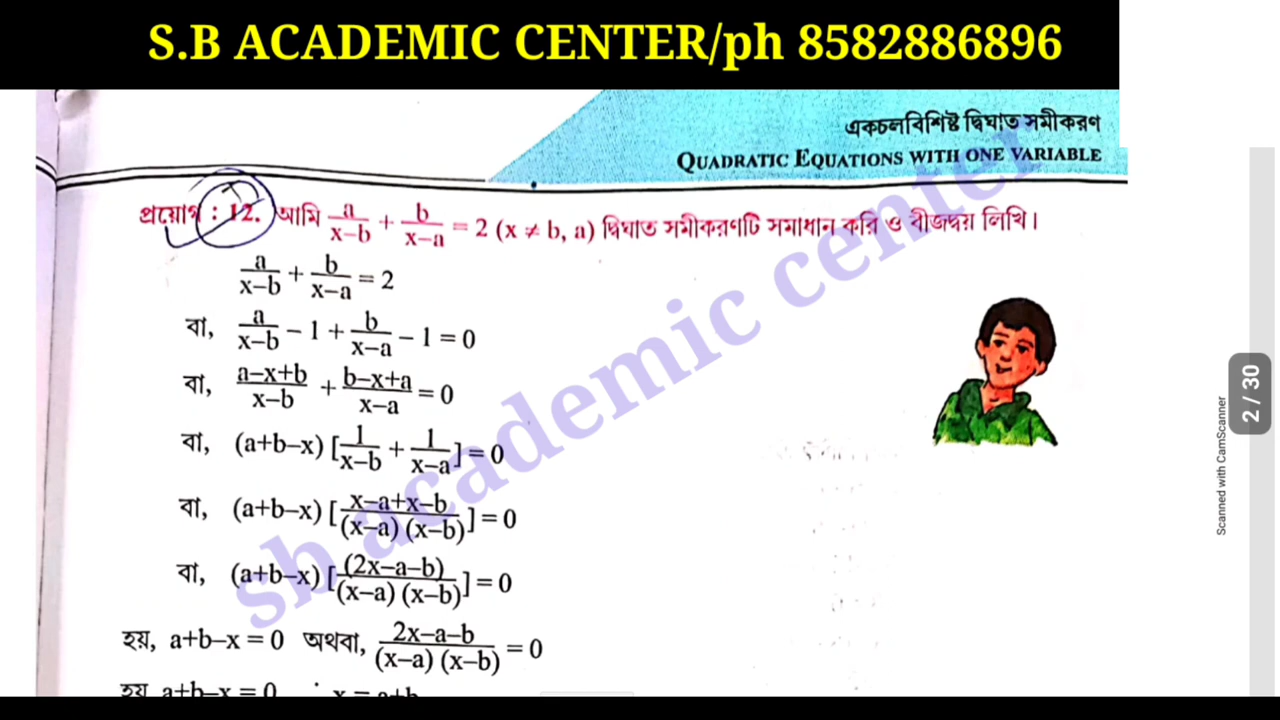 S.B ACADEMIC CENTER/ph 8582886896
একচলবিশিষ্ট দ্বিঘাত সমীকরণ
QUADRATIC EQUATIONS WITH ONE VARIABLE
প্রয়োগ : 12. আমি a/(x–b) + b/(x–a) = 2 (x ≠ b, a) দ্বিঘাত সমীকরণটি সমাধান করি ও বীজদ্বয় লিখি।
a/(x–b) + b/(x–a) = 2
বা, a/(x–b) – 1 + b/(x–a) – 1 = 0
বা, (a–x+b)/(x–b) + (b–x+a)/(x–a) = 0
বা, (a+b–x) [1/(x–b) + 1/(x–a)] = 0
বা, (a+b–x) [(x–a+x–b)/((x–a) (x–b))] = 0
বা, (a+b–x) [(2x–a–b)/((x–a) (x–b))] = 0
হয়, a+b–x = 0 অথবা, (2x–a–b)/((x–a) (x–b)) = 0
হয় a+b–x = 0 ∴ x = a+b
sb academic center
2 / 30
Scanned with CamScanner